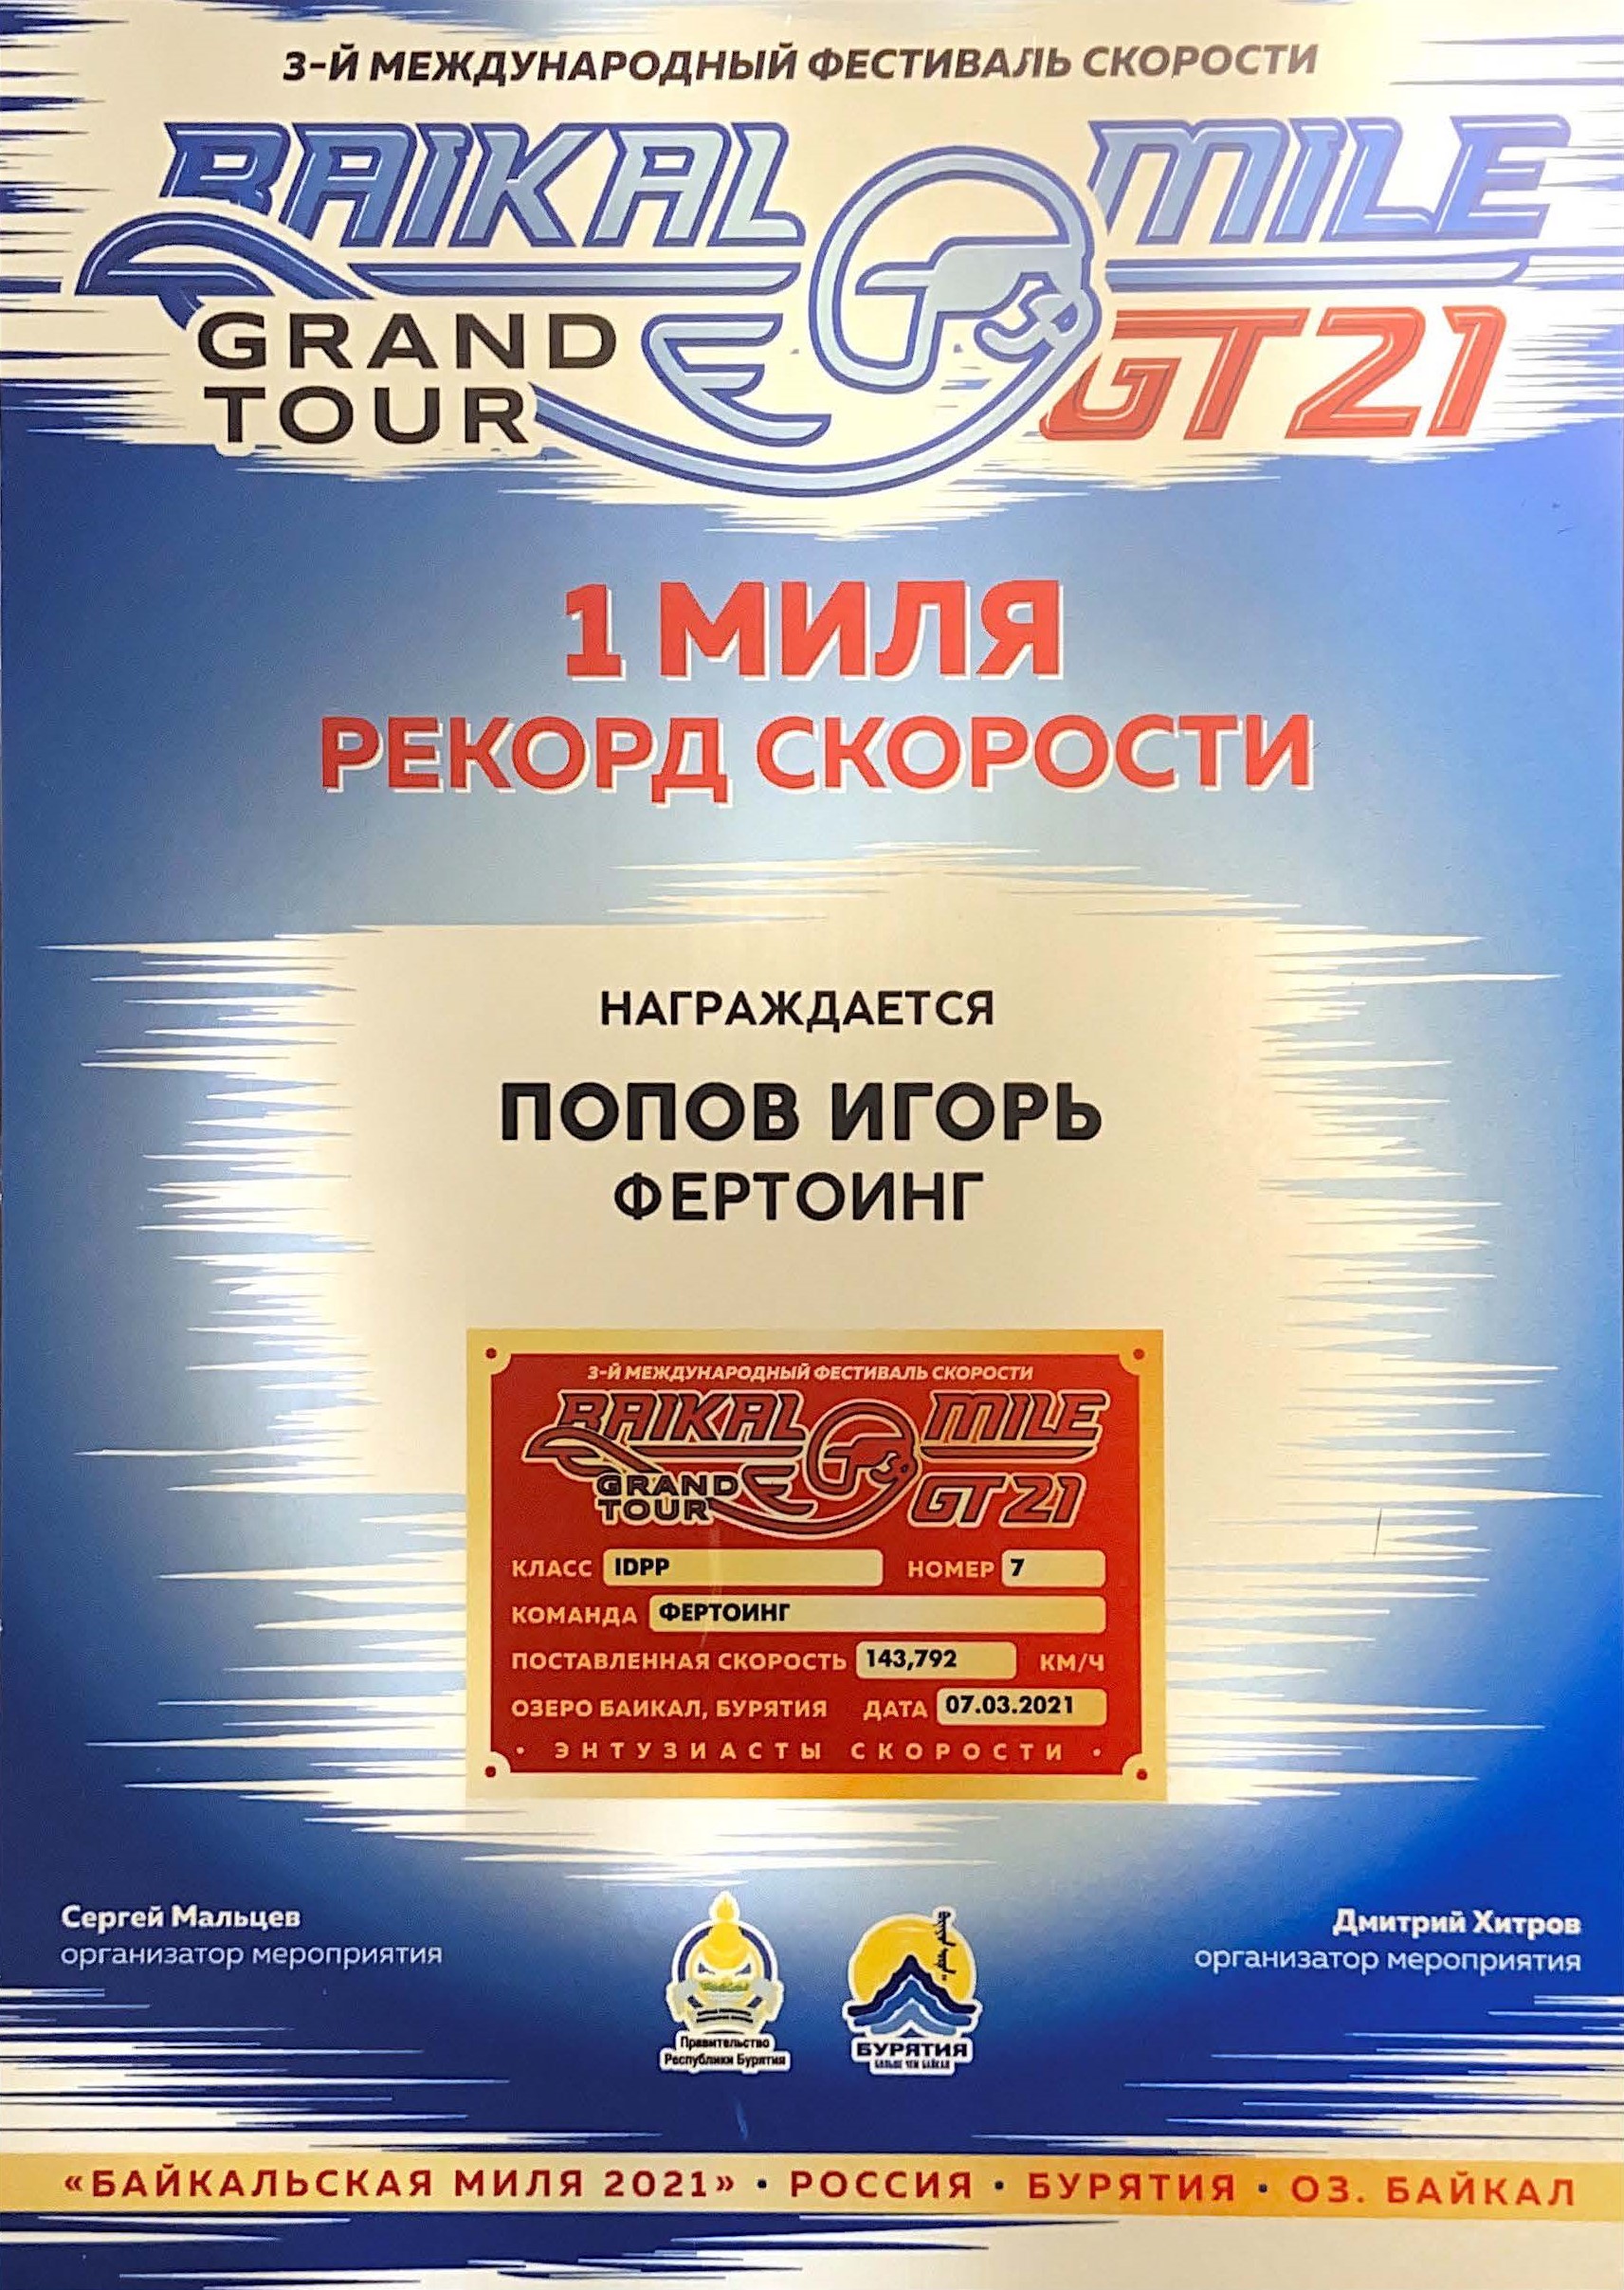 3-Й МЕЖДУНАРОДНЫЙ ФЕСТИВАЛЬ СКОРОСТИ
BAIKAL MILE
GRAND GT21
TOUR
1 МИЛЯ
РЕКОРД СКОРОСТИ
НАГРАЖДАЕТСЯ
ПОПОВ ИГОРЬ
ФЕРТОИНГ
3-Й МЕЖДУНАРОДНЫЙ ФЕСТИВАЛЬ СКОРОСТИ
BAIKAL MILE
GRAND GT21
TOUR
КЛАСС IDPP НОМЕР 7
КОМАНДА ФЕРТОИНГ
ПОСТАВЛЕННАЯ СКОРОСТЬ 143,792 КМ/Ч
ОЗЕРО БАЙКАЛ, БУРЯТИЯ ДАТА 07.03.2021
• ЭНТУЗИАСТЫ СКОРОСТИ •
Сергей Мальцев
организатор мероприятия
Дмитрий Хитров
организатор мероприятия
Правительство
Республики Бурятия
БУРЯТИЯ
БОЛЬШЕ ЧЕМ БАЙКАЛ
«БАЙКАЛЬСКАЯ МИЛЯ 2021» • РОССИЯ • БУРЯТИЯ • ОЗ. БАЙКАЛ